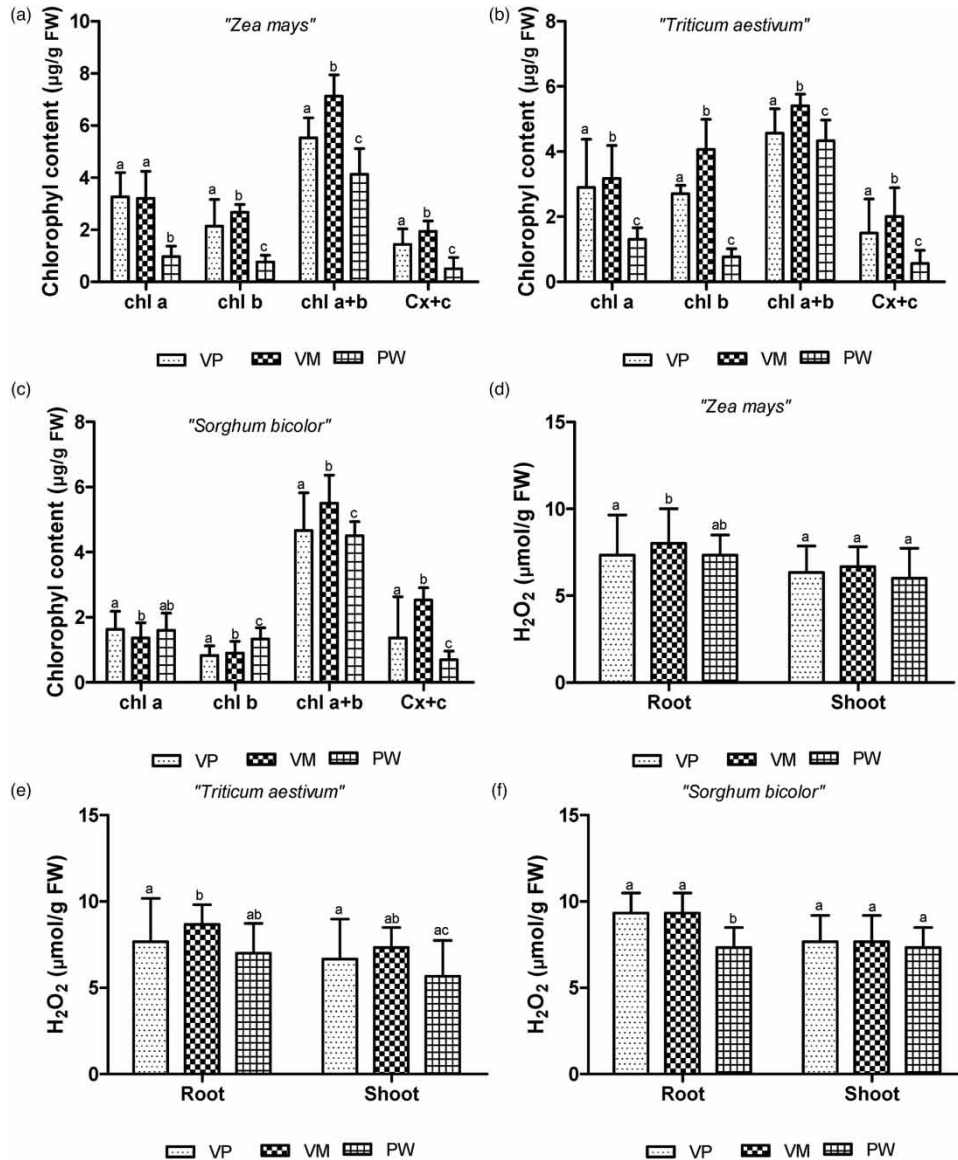 (a)
"Zea mays"
Chlorophyl content (µg/g FW)
10
8
6
4
2
0
a a b
a b c
a b c
a b c
chl a chl b chl a+b Cx+c
VP VM PW
(b)
"Triticum aestivum"
Chlorophyl content (µg/g FW)
8
6
4
2
0
a b c
a b c
a b c
a b c
chl a chl b chl a+b Cx+c
VP VM PW
(c)
"Sorghum bicolor"
Chlorophyl content (µg/g FW)
8
6
4
2
0
a b ab
a b c
a b c
a b c
chl a chl b chl a+b Cx+c
VP VM PW
(d)
"Zea mays"
H₂O₂ (µmol/g FW)
15
10
5
0
a b ab
a a a
Root Shoot
VP VM PW
(e)
"Triticum aestivum"
H₂O₂ (µmol/g FW)
15
10
5
0
a b ab
a ab ac
Root Shoot
VP VM PW
(f)
"Sorghum bicolor"
H₂O₂ (µmol/g FW)
15
10
5
0
a a b
a a a
Root Shoot
VP VM PW